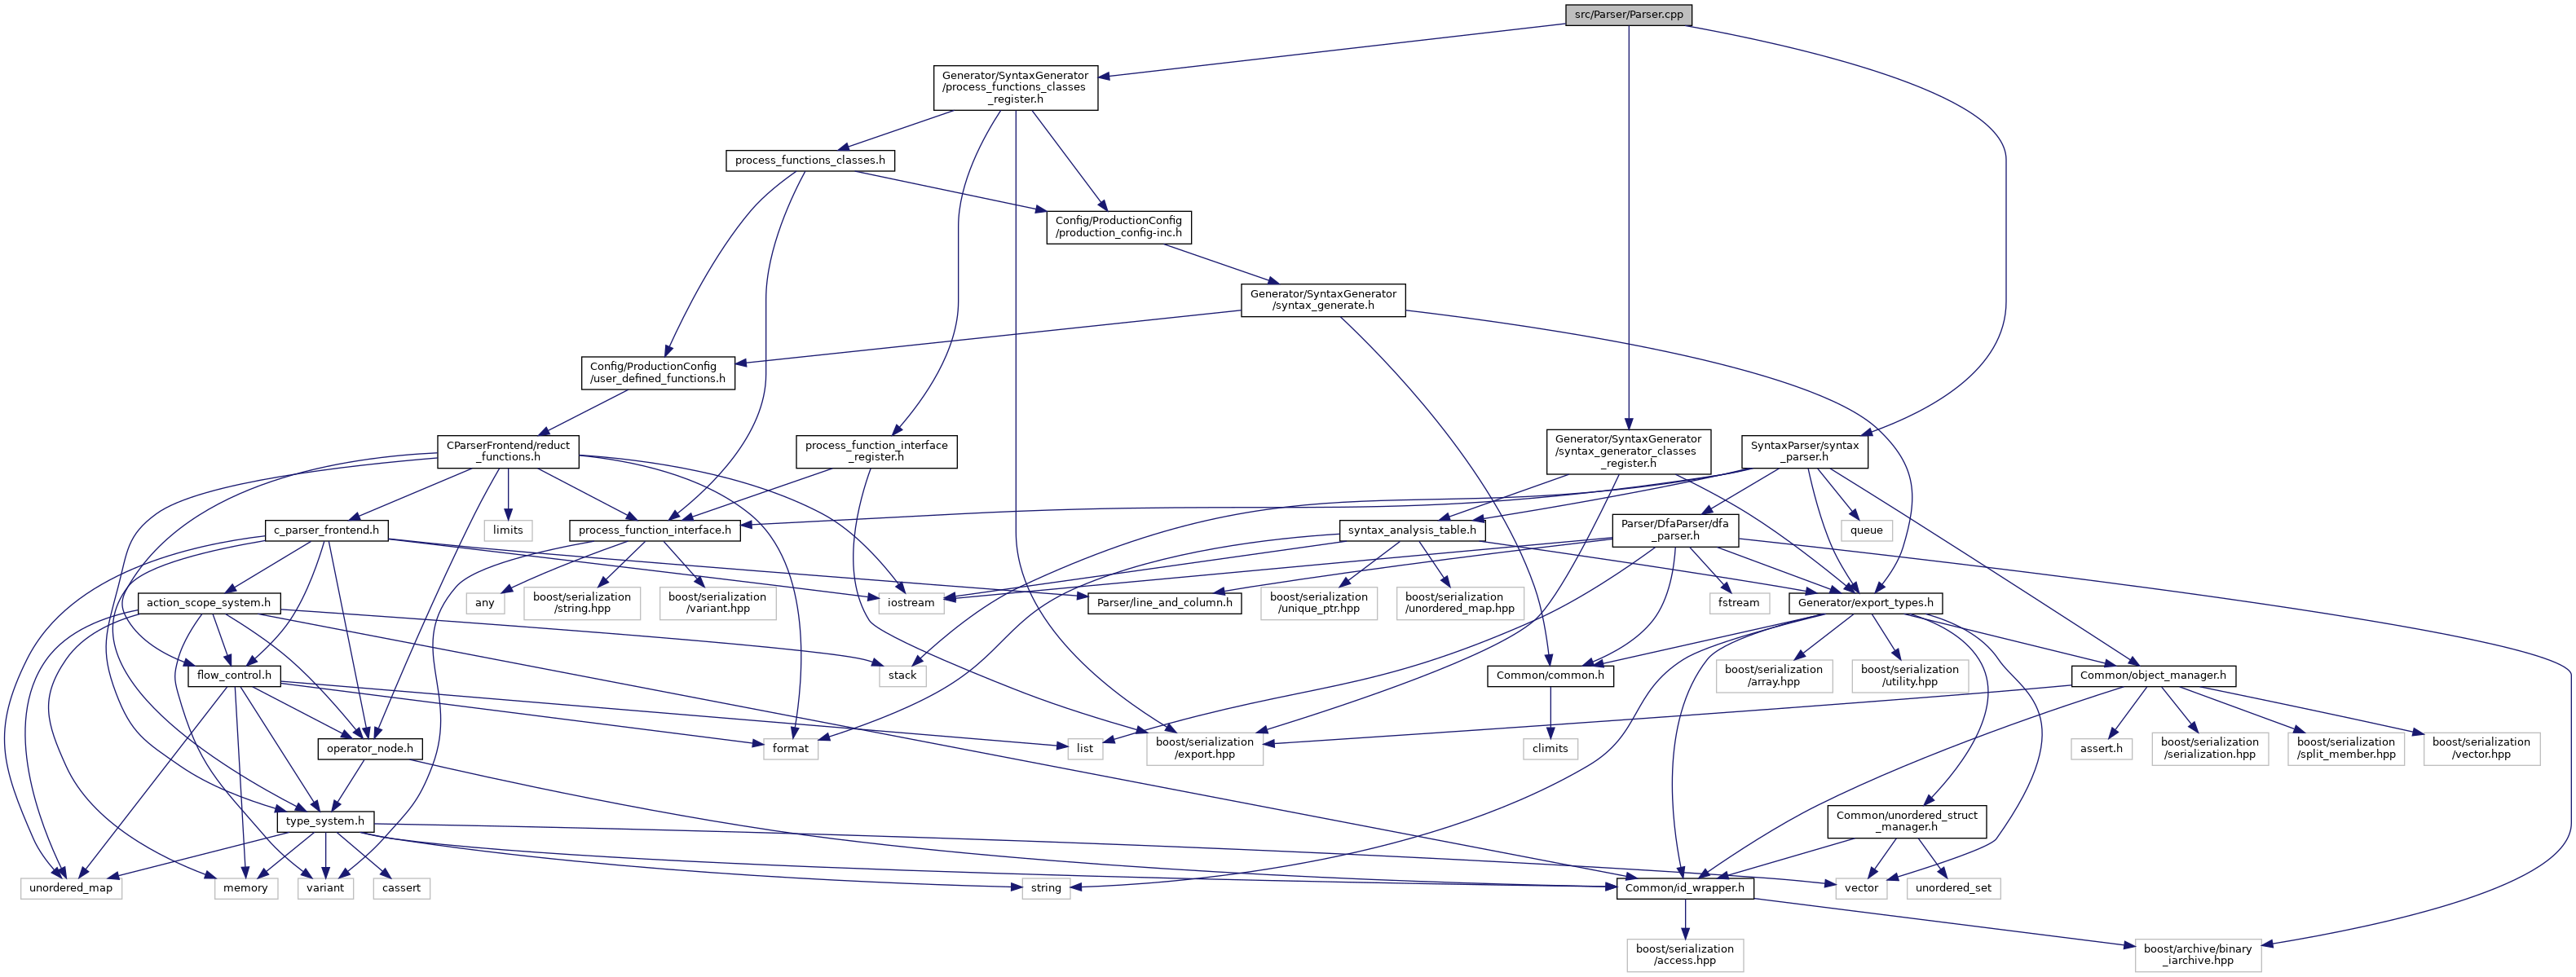 src/Parser/Parser.cpp
Generator/SyntaxGenerator
/process_functions_classes
_register.h
process_functions_classes.h
Config/ProductionConfig
/production_config-inc.h
Generator/SyntaxGenerator
/syntax_generate.h
Config/ProductionConfig
/user_defined_functions.h
CParserFrontend/reduct
_functions.h
process_function_interface
_register.h
Generator/SyntaxGenerator
/syntax_generator_classes
_register.h
SyntaxParser/syntax
_parser.h
c_parser_frontend.h
limits
process_function_interface.h
syntax_analysis_table.h
Parser/DfaParser/dfa
_parser.h
queue
action_scope_system.h
any
boost/serialization
/string.hpp
boost/serialization
/variant.hpp
iostream
Parser/line_and_column.h
boost/serialization
/unique_ptr.hpp
boost/serialization
/unordered_map.hpp
fstream
Generator/export_types.h
flow_control.h
stack
Common/common.h
boost/serialization
/array.hpp
boost/serialization
/utility.hpp
Common/object_manager.h
operator_node.h
format
list
boost/serialization
/export.hpp
climits
assert.h
boost/serialization
/serialization.hpp
boost/serialization
/split_member.hpp
boost/serialization
/vector.hpp
type_system.h
Common/unordered_struct
_manager.h
unordered_map
memory
variant
cassert
string
Common/id_wrapper.h
vector
unordered_set
boost/serialization
/access.hpp
boost/archive/binary
_iarchive.hpp